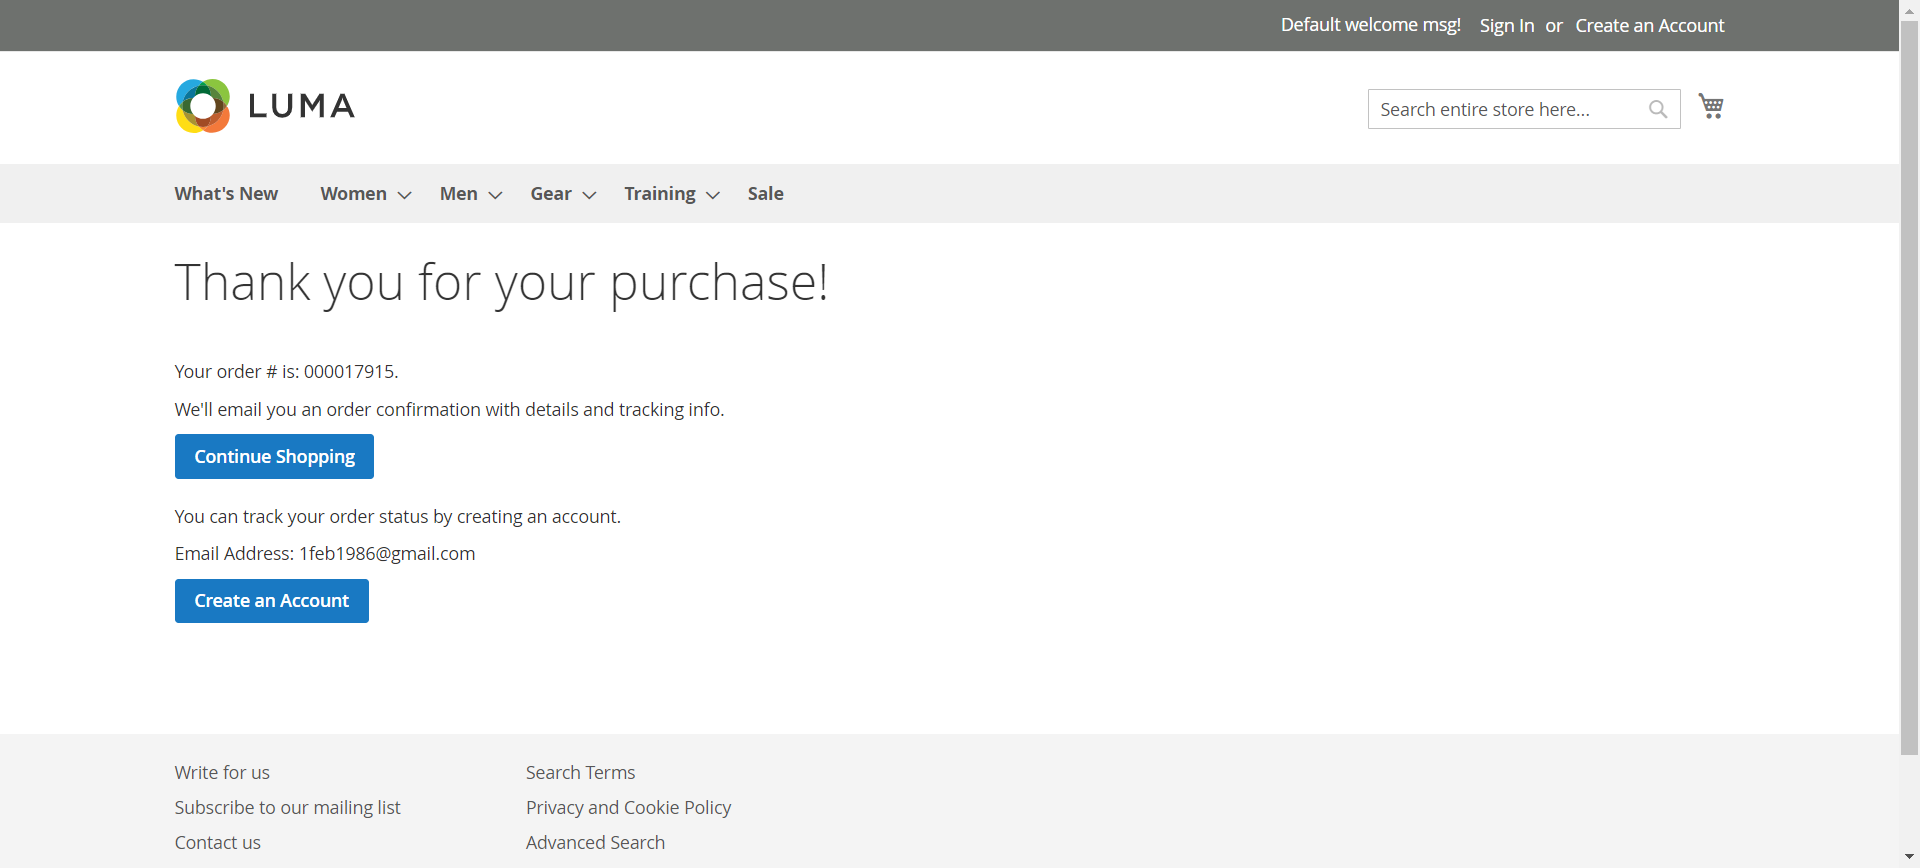 Default welcome msg! Sign In or Create an Account
LUMA
Search entire store here...
What's New Women Men Gear Training Sale
Thank you for your purchase!
Your order # is: 000017915.
We'll email you an order confirmation with details and tracking info.
Continue Shopping
You can track your order status by creating an account.
Email Address: 1feb1986@gmail.com
Create an Account
Write for us
Subscribe to our mailing list
Contact us
Search Terms
Privacy and Cookie Policy
Advanced Search